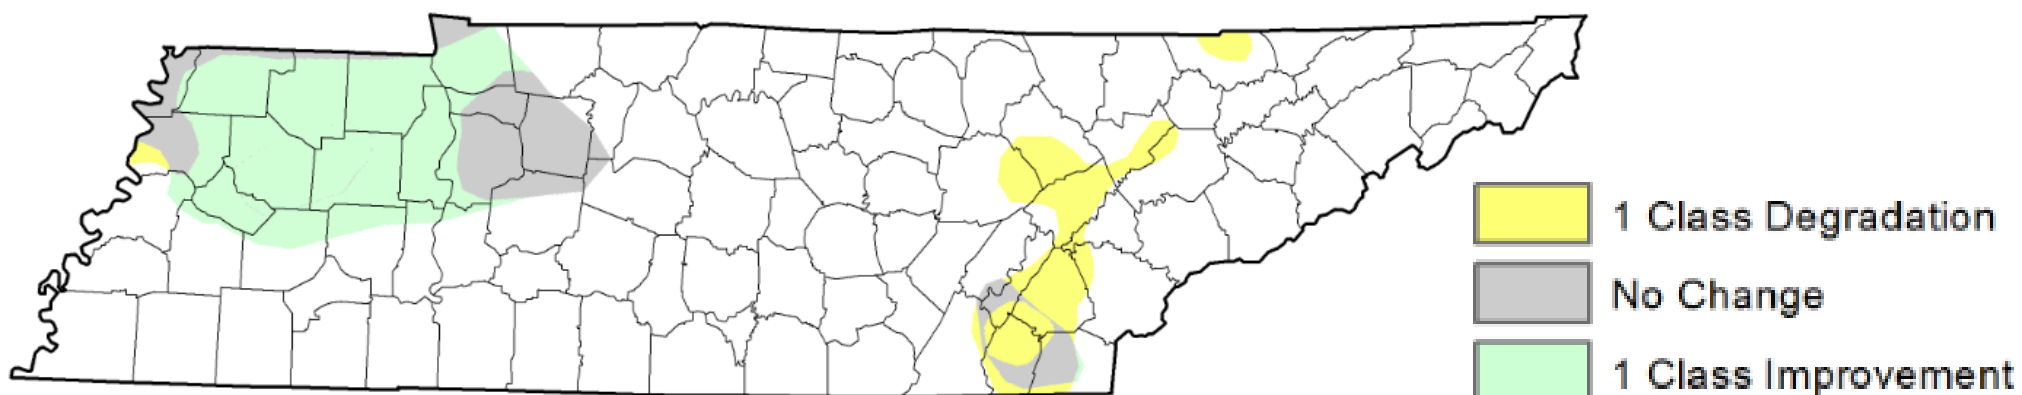 1 Class Degradation
No Change
1 Class Improvement